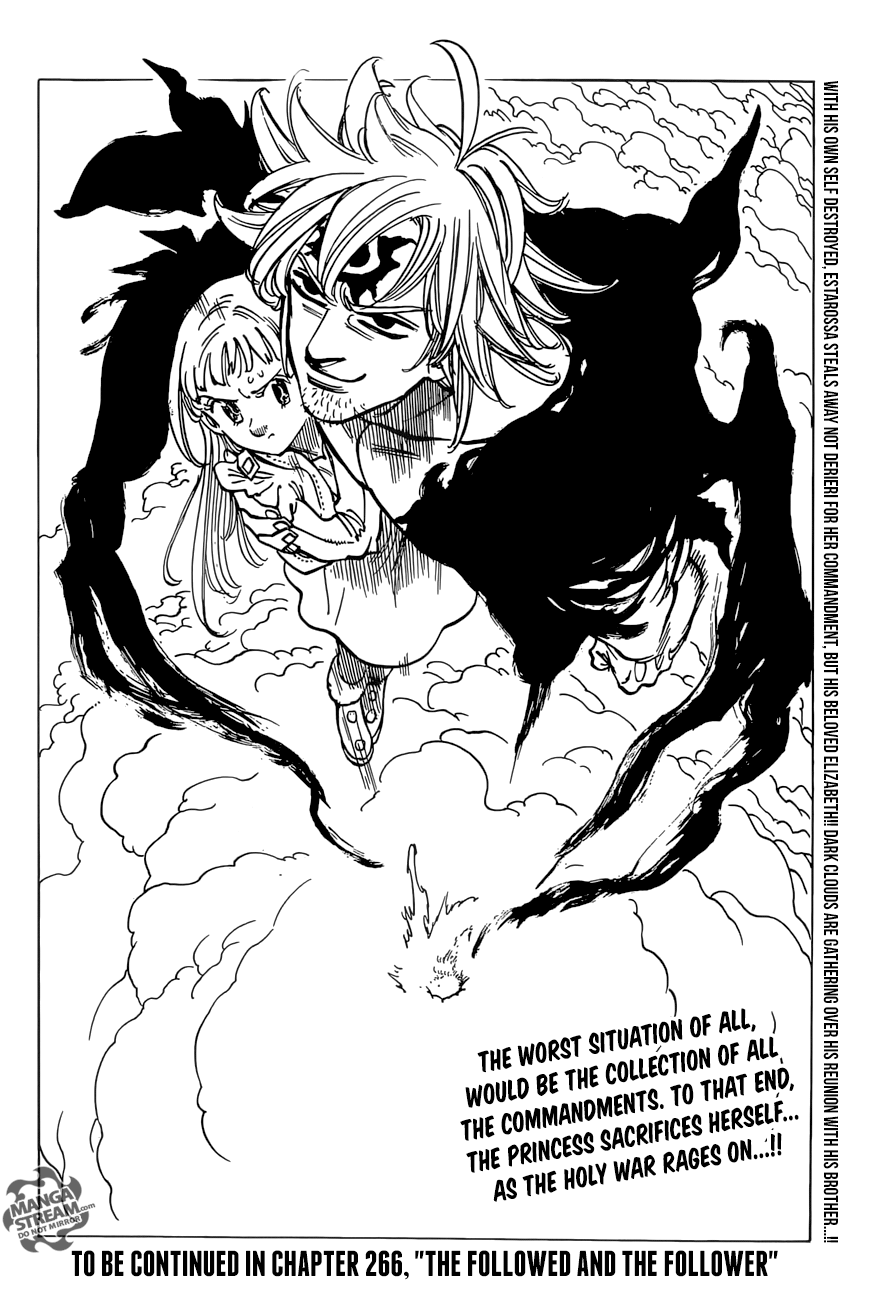 WITH HIS OWN SELF DESTROYED, ESTAROSSA STEALS AWAY NOT DERIERI FOR HER COMMANDMENT, BUT HIS BELOVED ELIZABETH!! DARK CLOUDS ARE GATHERING OVER HIS REUNION WITH HIS BROTHER...!!
THE WORST SITUATION OF ALL,
WOULD BE THE COLLECTION OF ALL
THE COMMANDMENTS. TO THAT END,
THE PRINCESS SACRIFICES HERSELF...
AS THE HOLY WAR RAGES ON...!!
MANGA
STREAM.com
DO NOT MIRROR
TO BE CONTINUED IN CHAPTER 266, "THE FOLLOWED AND THE FOLLOWER"